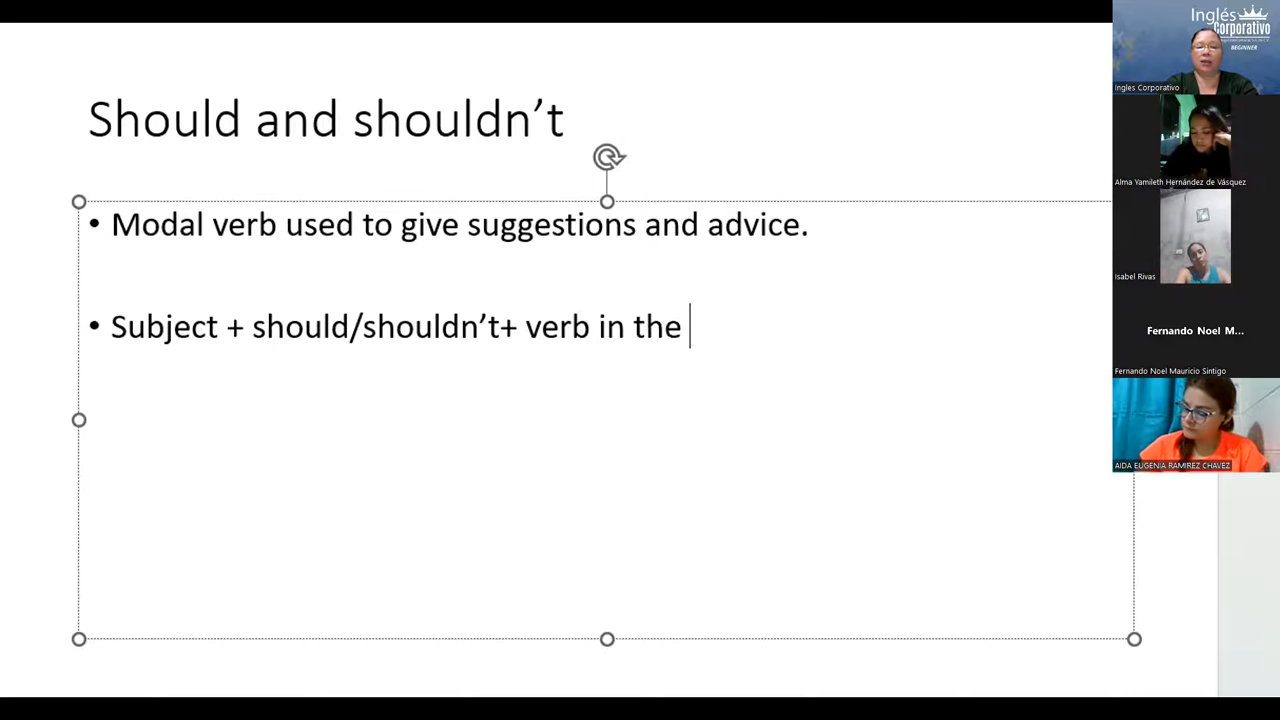 Should and shouldn't
• Modal verb used to give suggestions and advice.
• Subject + should/shouldn't+ verb in the
Inglés
Corporativo
BEGINNER
Ingles Corporativo
Alma Yamileth Hernández de Vásquez
Isabel Rivas
Fernando Noel M...
Fernando Noel Mauricio Sintigo
AIDA EUGENIA RAMIREZ CHAVEZ